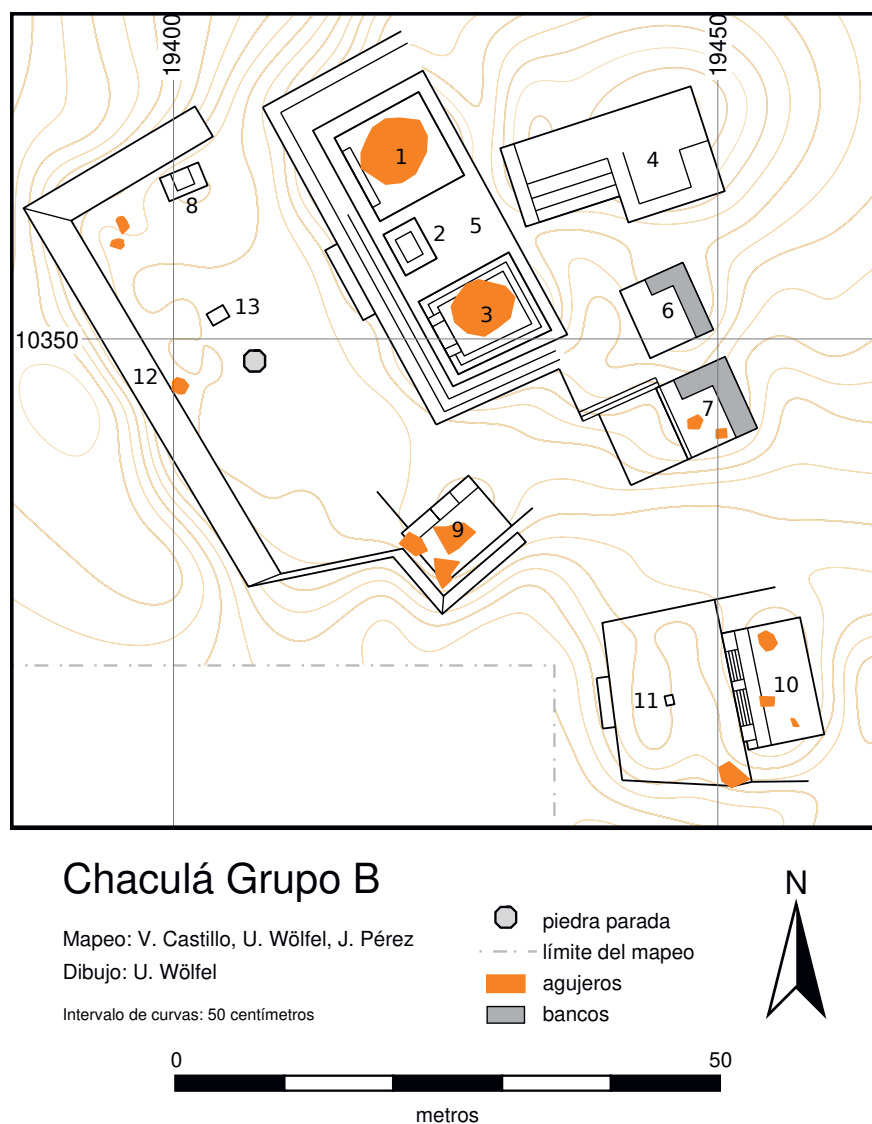 19400
19450
1
4
8
2
5
13
3
6
10350
12
7
9
10
11
Chaculá Grupo B
Mapeo: V. Castillo, U. Wölfel, J. Pérez
Dibujo: U. Wölfel
Intervalo de curvas: 50 centímetros
piedra parada
límite del mapeo
agujeros
bancos
N
0
50
metros